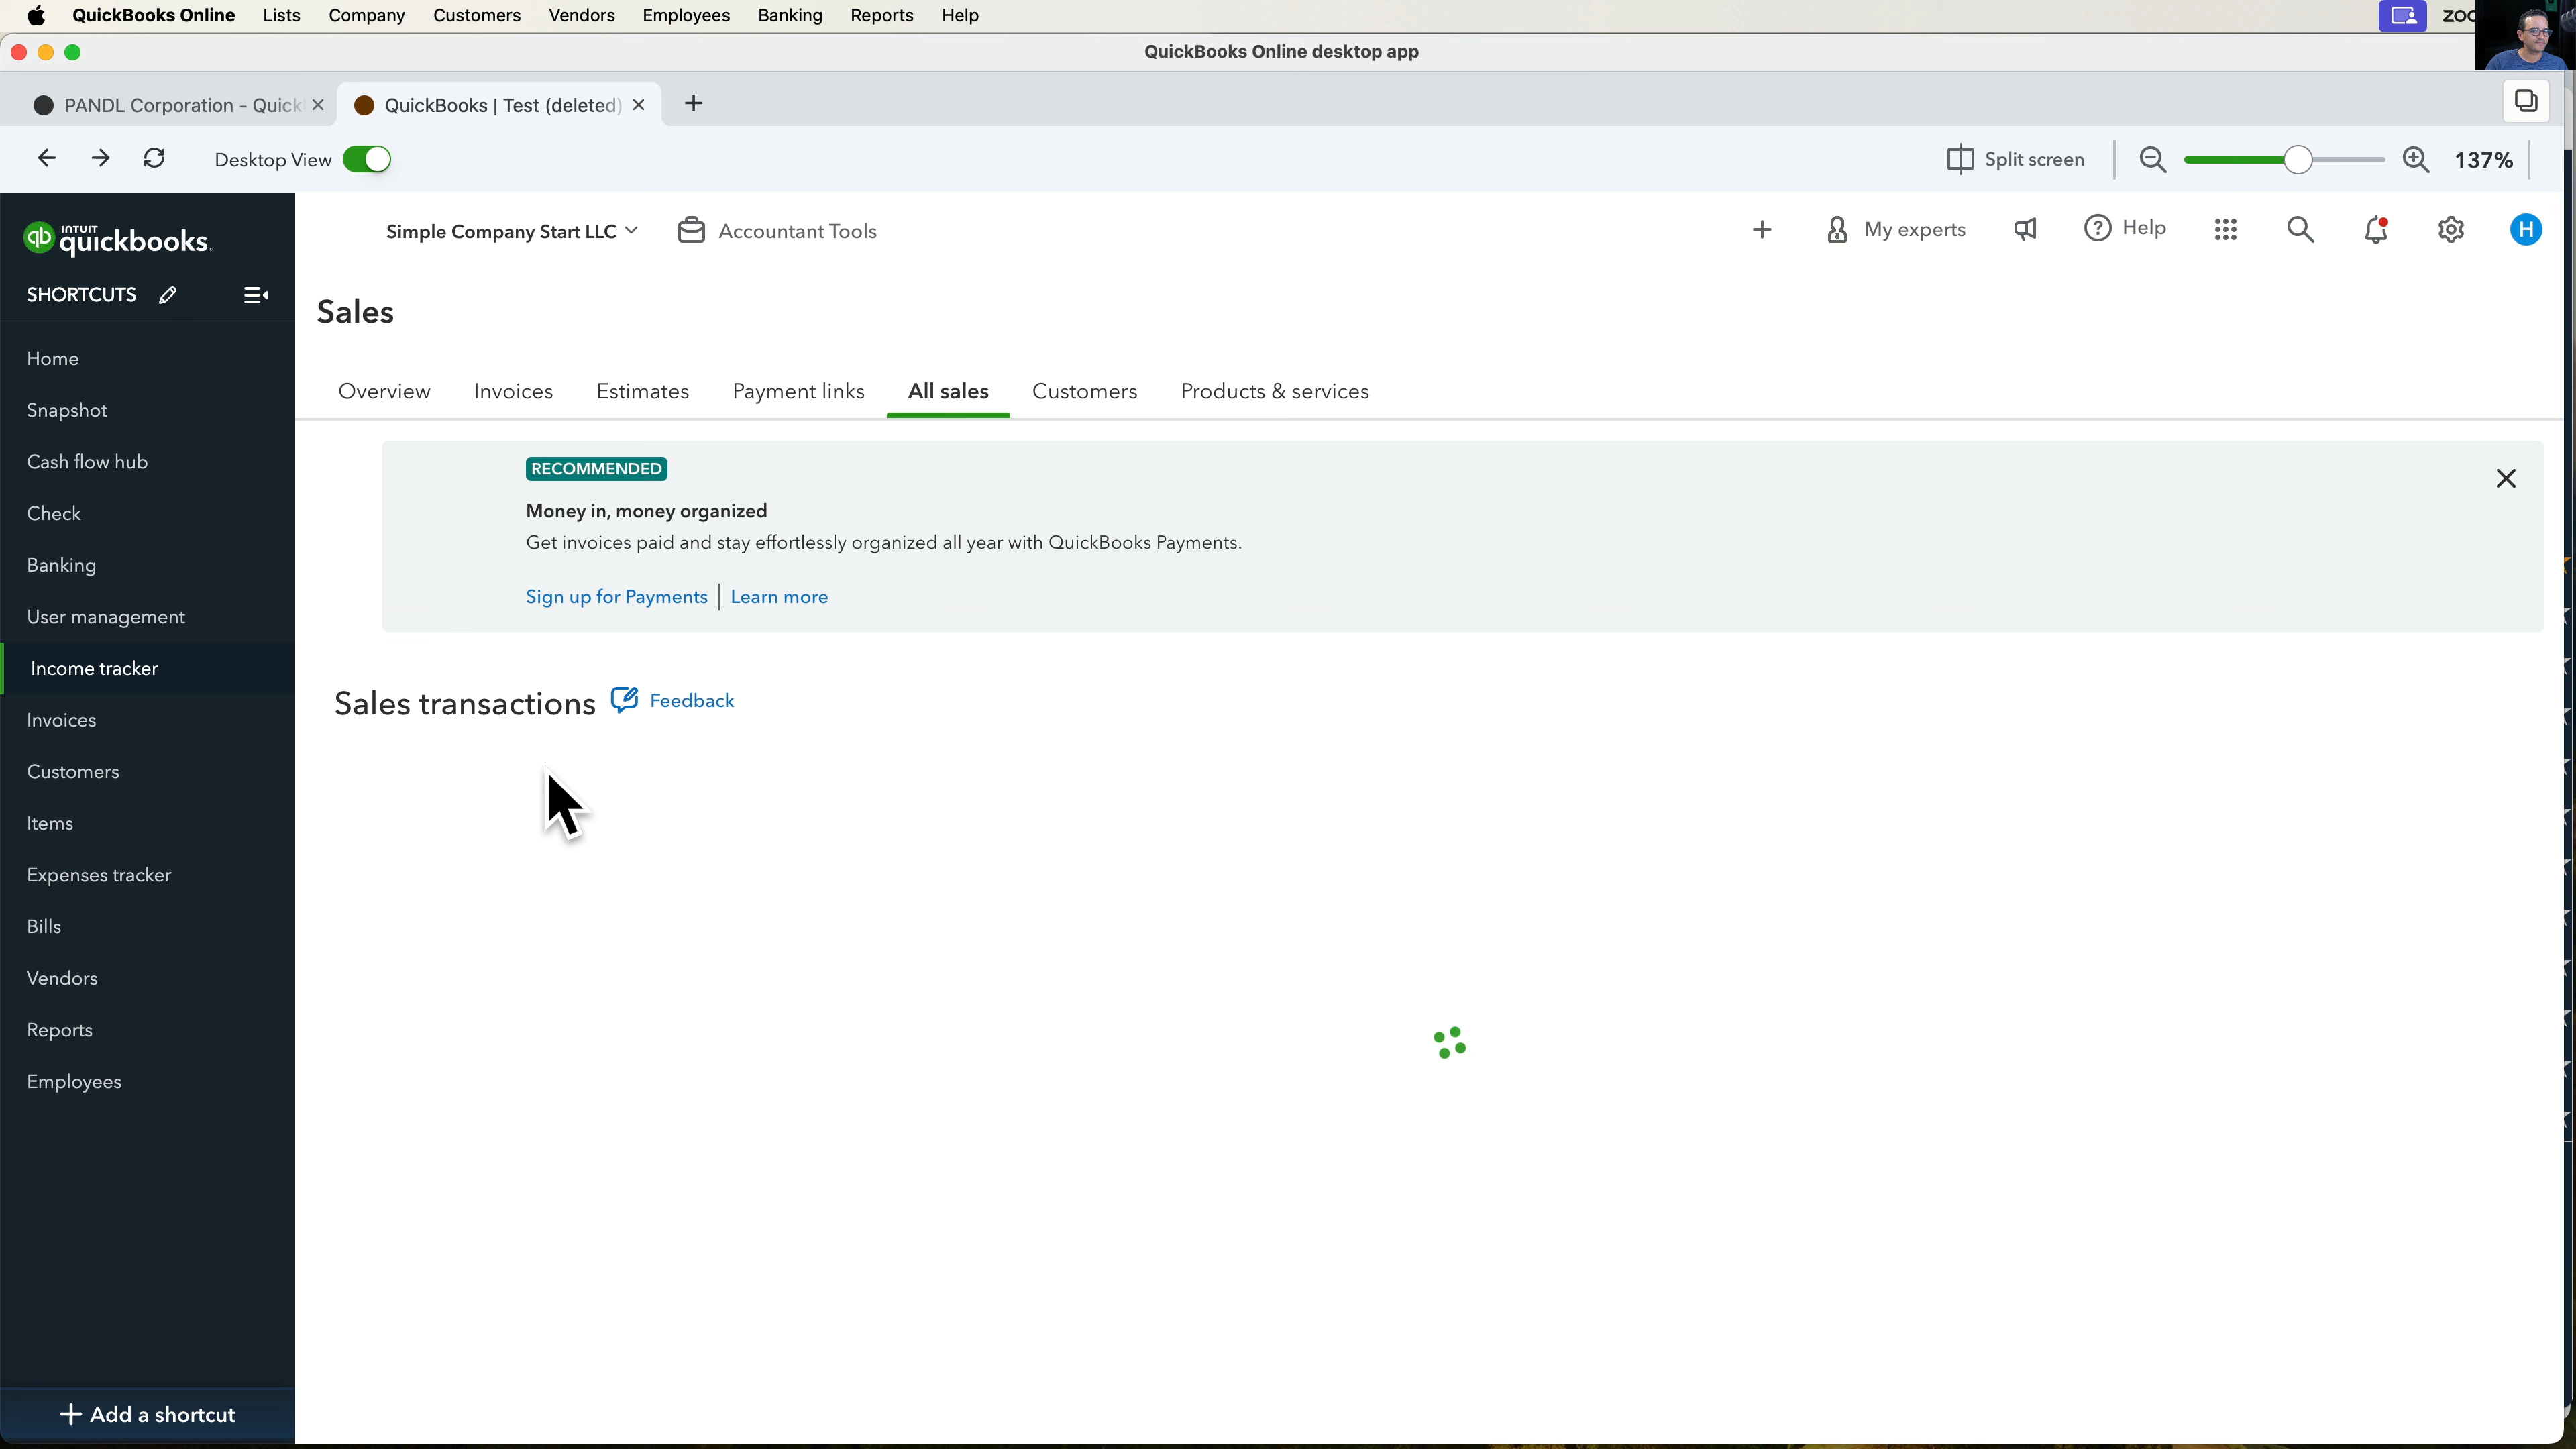 QuickBooks Online Lists Company Customers Vendors Employees Banking Reports Help
QuickBooks Online desktop app
PANDL Corporation - Quick
QuickBooks | Test (deleted)
Desktop View
Split screen
137%
INTUIT
quickbooks.
Simple Company Start LLC
Accountant Tools
My experts
Help
H
SHORTCUTS
Home
Snapshot
Cash flow hub
Check
Banking
User management
Income tracker
Invoices
Customers
Items
Expenses tracker
Bills
Vendors
Reports
Employees
Add a shortcut
Sales
Overview Invoices Estimates Payment links All sales Customers Products & services
RECOMMENDED
Money in, money organized
Get invoices paid and stay effortlessly organized all year with QuickBooks Payments.
Sign up for Payments | Learn more
Sales transactions
Feedback